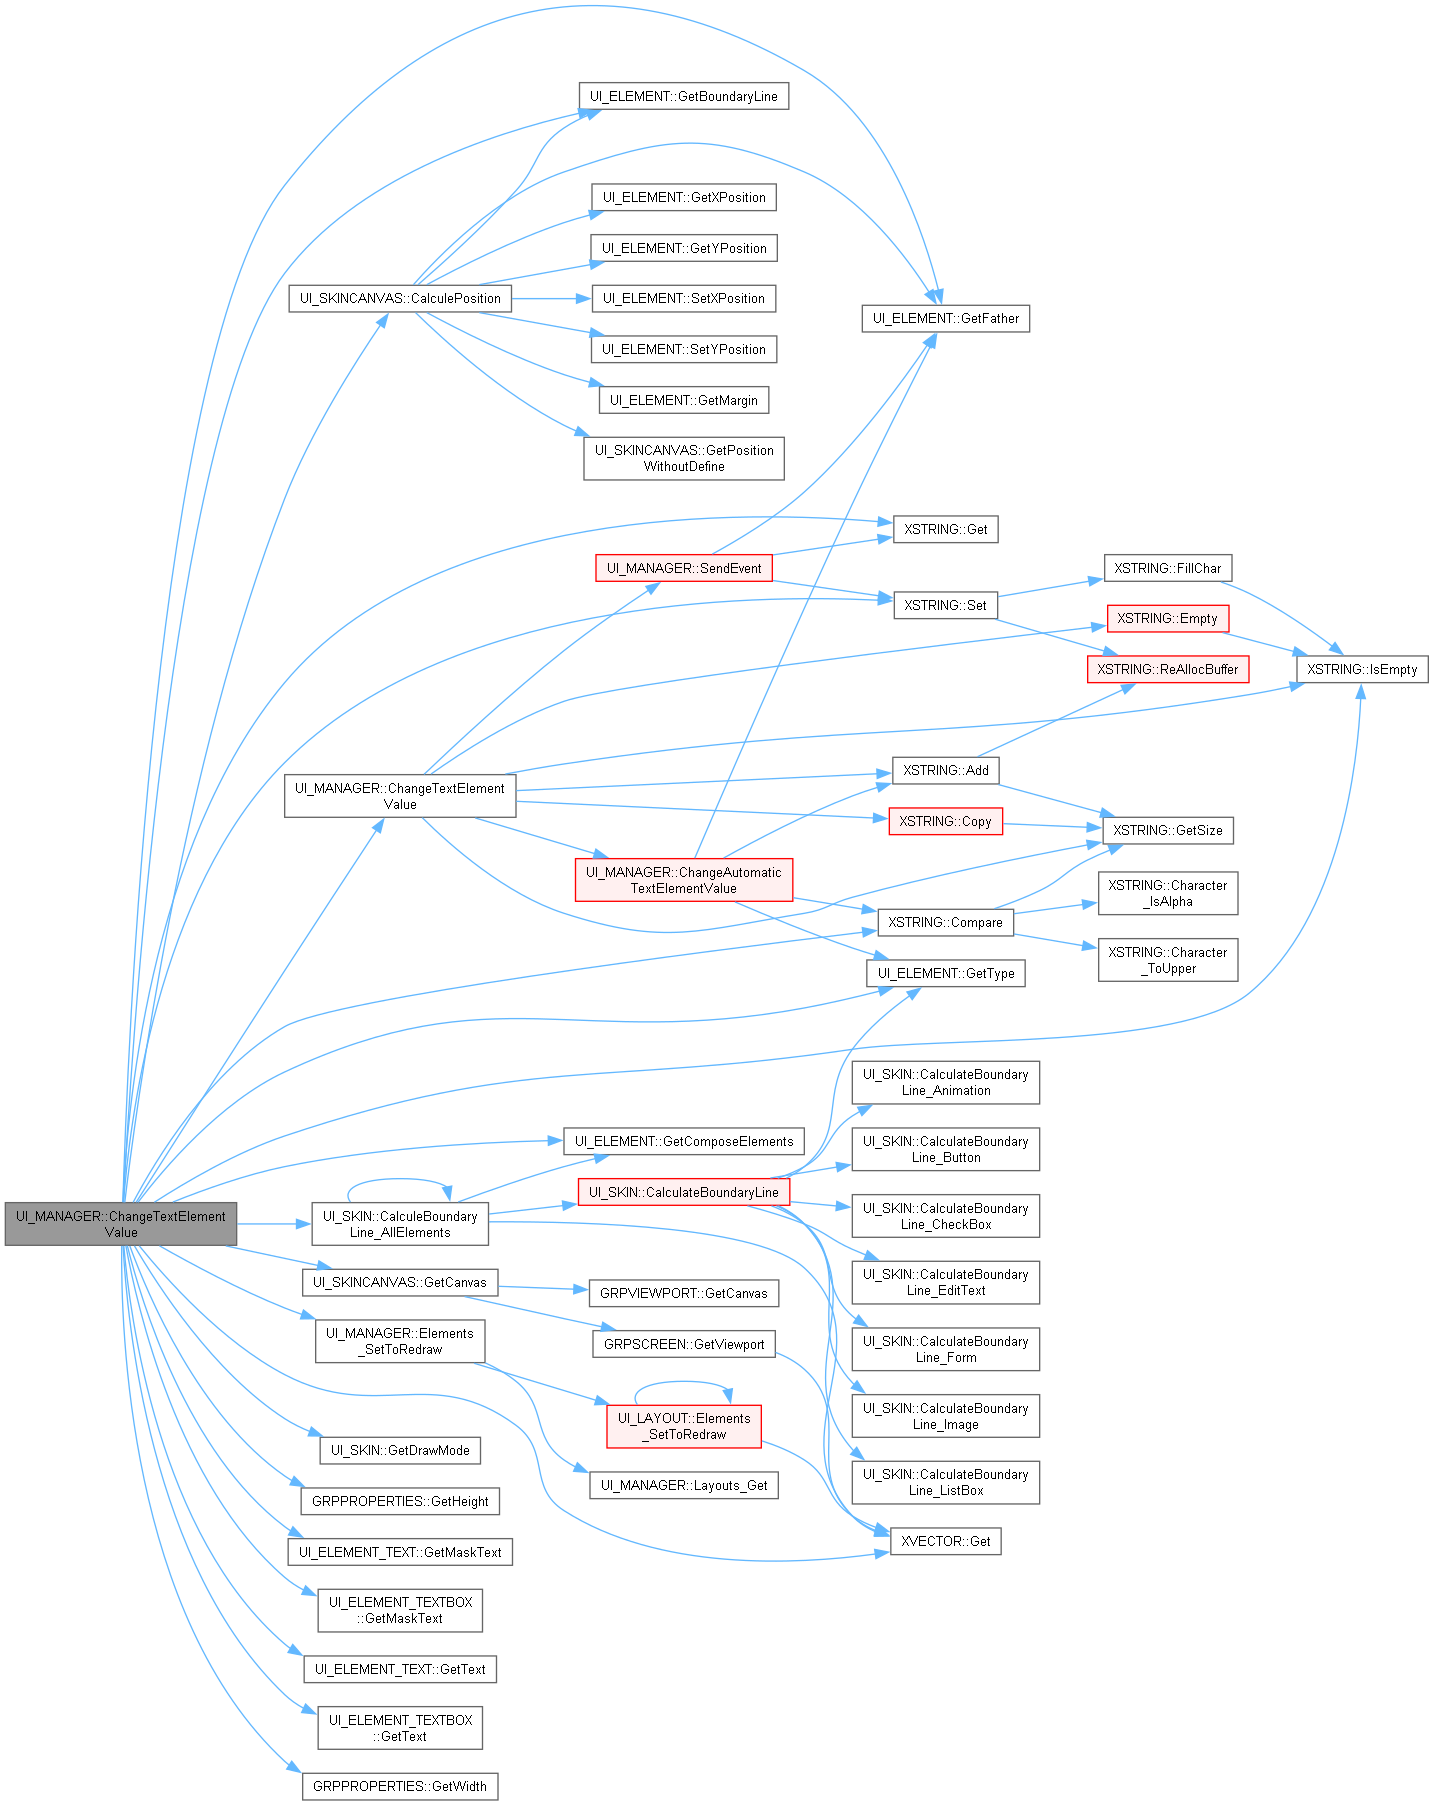 UI_ELEMENT::GetBoundaryLine
UI_ELEMENT::GetXPosition
UI_ELEMENT::GetYPosition
UI_SKINCANVAS::CalculePosition
UI_ELEMENT::SetXPosition
UI_ELEMENT::GetFather
UI_ELEMENT::SetYPosition
UI_ELEMENT::GetMargin
UI_SKINCANVAS::GetPosition
WithoutDefine
XSTRING::Get
UI_MANAGER::SendEvent
XSTRING::FillChar
XSTRING::Set
XSTRING::Empty
XSTRING::ReAllocBuffer
XSTRING::IsEmpty
XSTRING::Add
UI_MANAGER::ChangeTextElement
Value
XSTRING::Copy
XSTRING::GetSize
UI_MANAGER::ChangeAutomatic
TextElementValue
XSTRING::Character
_IsAlpha
XSTRING::Compare
XSTRING::Character
_ToUpper
UI_ELEMENT::GetType
UI_SKIN::CalculateBoundary
Line_Animation
UI_ELEMENT::GetComposeElements
UI_SKIN::CalculateBoundary
Line_Button
UI_SKIN::CalculateBoundaryLine
UI_MANAGER::ChangeTextElement
Value
UI_SKIN::CalculeBoundary
Line_AllElements
UI_SKIN::CalculateBoundary
Line_CheckBox
UI_SKINCANVAS::GetCanvas
GRPVIEWPORT::GetCanvas
UI_SKIN::CalculateBoundary
Line_EditText
UI_MANAGER::Elements
_SetToRedraw
GRPSCREEN::GetViewport
UI_SKIN::CalculateBoundary
Line_Form
UI_LAYOUT::Elements
_SetToRedraw
UI_SKIN::CalculateBoundary
Line_Image
UI_SKIN::GetDrawMode
UI_MANAGER::Layouts_Get
UI_SKIN::CalculateBoundary
Line_ListBox
GRPPROPERTIES::GetHeight
XVECTOR::Get
UI_ELEMENT_TEXT::GetMaskText
UI_ELEMENT_TEXTBOX
::GetMaskText
UI_ELEMENT_TEXT::GetText
UI_ELEMENT_TEXTBOX
::GetText
GRPPROPERTIES::GetWidth